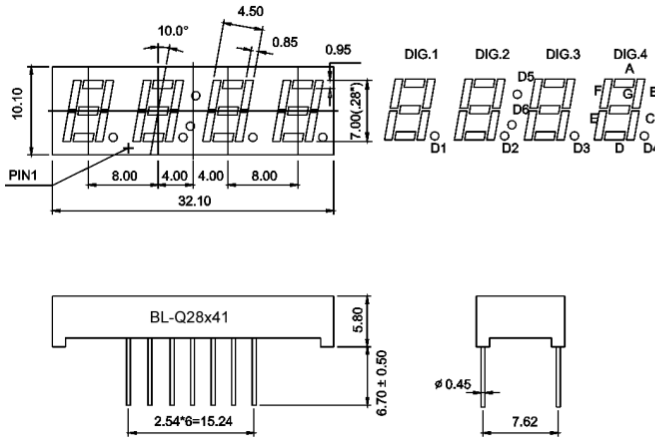 4.50
10.0°
0.85
0.95
10.10
7.00(.28")
PIN1
8.00
4.00
4.00
8.00
32.10
DIG.1
DIG.2
DIG.3
DIG.4
A
F
G
B
E
C
D
D5
D6
D1
D2
D3
D4
BL-Q28x41
5.80
6.70 ± 0.50
2.54*6=15.24
ø 0.45
7.62